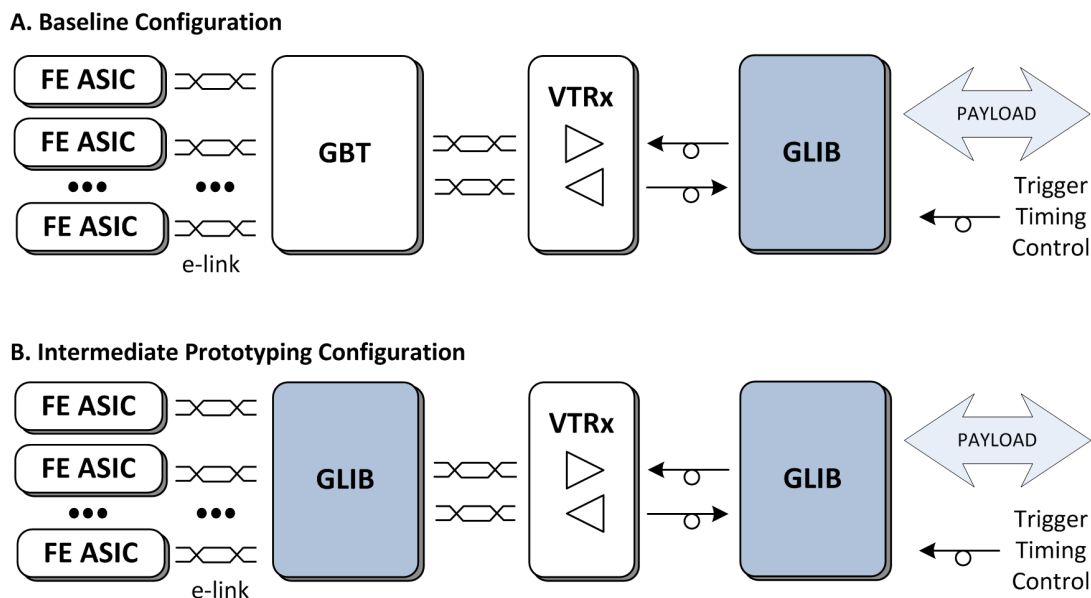 A. Baseline Configuration
FE ASIC
FE ASIC
FE ASIC
e-link
GBT
VTRx
GLIB
PAYLOAD
Trigger
Timing
Control
B. Intermediate Prototyping Configuration
FE ASIC
FE ASIC
FE ASIC
e-link
GLIB
VTRx
GLIB
PAYLOAD
Trigger
Timing
Control